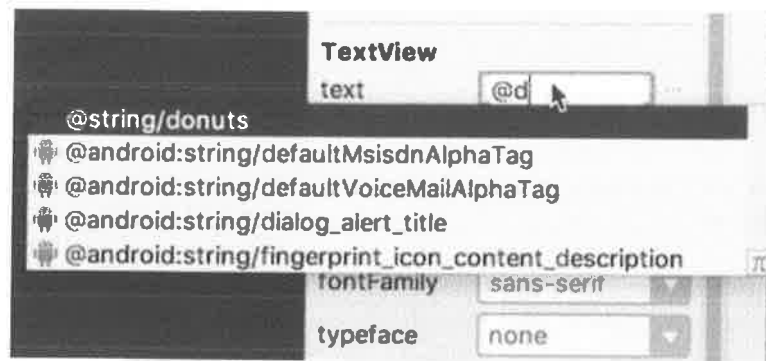 TextView
text @d
@string/donuts
@android:string/defaultMsisdnAlphaTag
@android:string/defaultVoiceMailAlphaTag
@android:string/dialog_alert_title
@android:string/fingerprint_icon_content_description
π
fontFamily sans-serif
typeface none